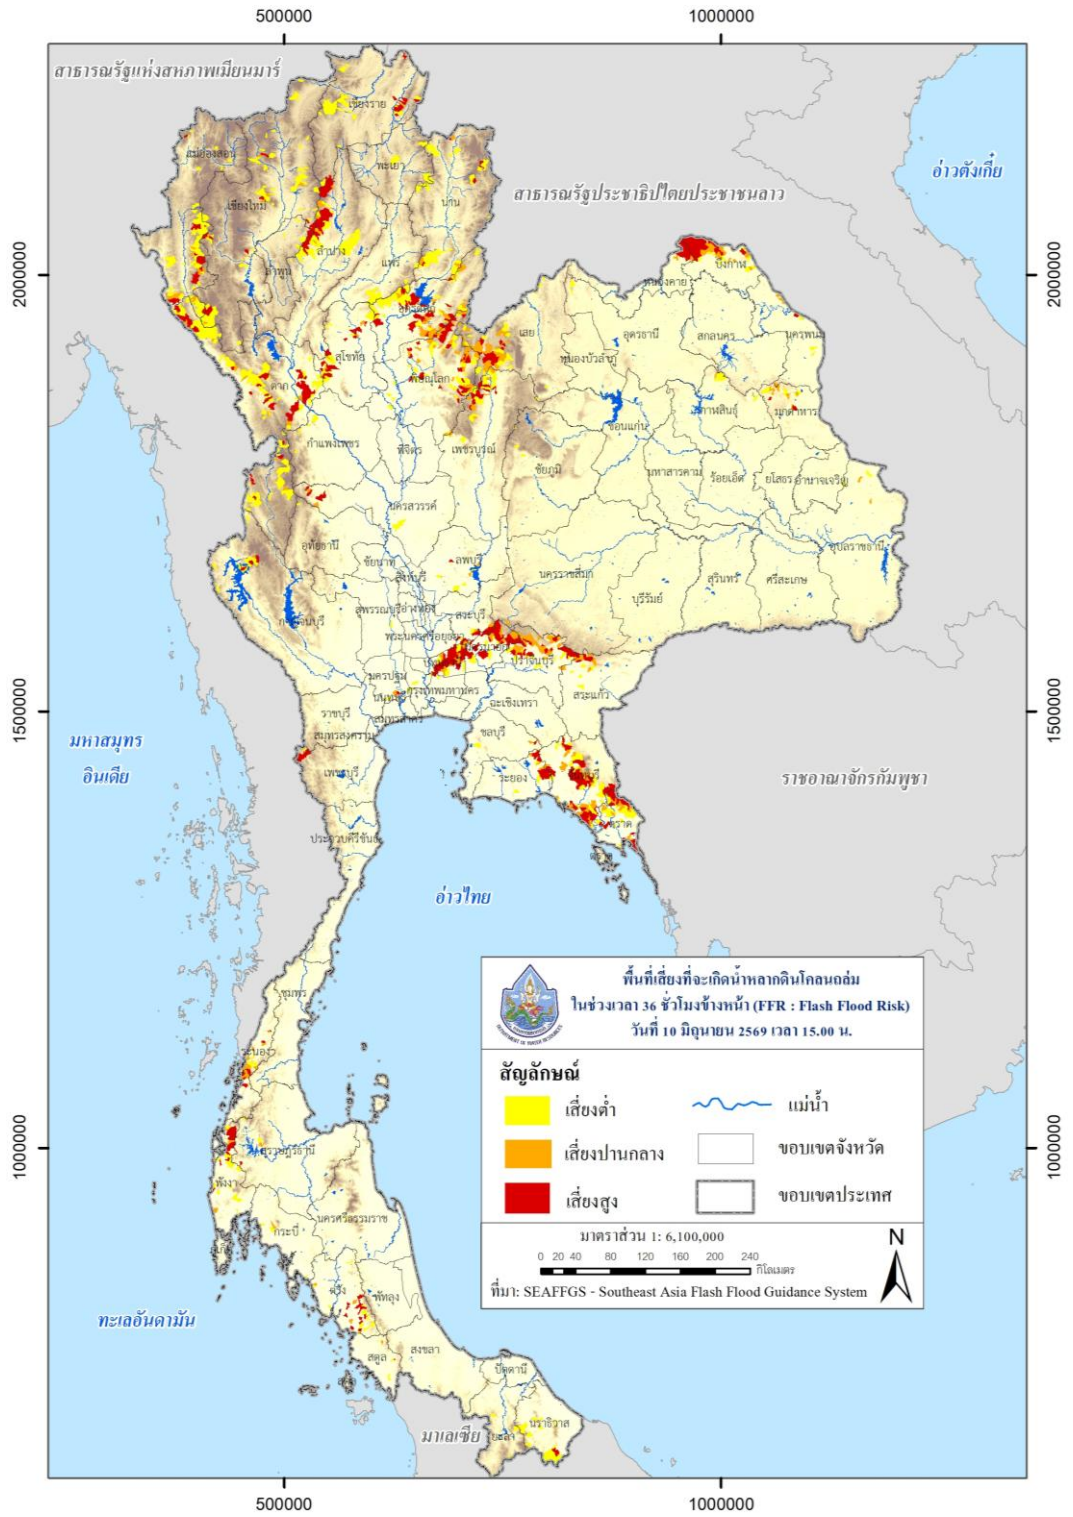 500000
1000000
สาธารณรัฐแห่งสหภาพเมียนมาร์
เชียงราย
อ่าวตังเกี๋ย
แม่ฮ่องสอน
พะเยา
สาธารณรัฐประชาธิปไตยประชาชนลาว
น่าน
เชียงใหม่
ลำปาง
แพร่
ลำพูน
บึงกาฬ
2000000
2000000
หนองคาย
เลย
อุดรธานี
สกลนคร
นครพนม
สุโขทัย
หนองบัวลำภู
ตาก
พิษณุโลก
กาฬสินธุ์
มุกดาหาร
ขอนแก่น
กำแพงเพชร
พิจิตร
เพชรบูรณ์
ชัยภูมิ
มหาสารคาม
ร้อยเอ็ด
ยโสธร
อำนาจเจริญ
นครสวรรค์
อุทัยธานี
อุบลราชธานี
ชัยนาท
ลพบุรี
สิงห์บุรี
นครราชสีมา
สุรินทร์
ศรีสะเกษ
บุรีรัมย์
สุพรรณบุรี
อ่างทอง
สระบุรี
พระนครศรีอยุธยา
ปราจีนบุรี
นครปฐม
กรุงเทพมหานคร
สระแก้ว
ฉะเชิงเทรา
1500000
1500000
ราชบุรี
สมุทรสาคร
ชลบุรี
สมุทรสงคราม
มหาสมุทร
อินเดีย
เพชรบุรี
ระยอง
ราชอาณาจักรกัมพูชา
ตราด
ประจวบคีรีขันธ์
อ่าวไทย
ชุมพร
ระนอง
พื้นที่เสี่ยงที่จะเกิดน้ำหลากดินโคลนถล่ม
ในช่วงเวลา 36 ชั่วโมงข้างหน้า (FFR : Flash Flood Risk)
วันที่ 10 มิถุนายน 2569 เวลา 15.00 น.
สัญลักษณ์
เสี่ยงต่ำ
แม่น้ำ
เสี่ยงปานกลาง
ขอบเขตจังหวัด
เสี่ยงสูง
ขอบเขตประเทศ
มาตราส่วน 1: 6,100,000
0 20 40 80 120 160 200 240
กิโลเมตร
N
ที่มา: SEAFFGS - Southeast Asia Flash Flood Guidance System
1000000
1000000
สุราษฎร์ธานี
พังงา
นครศรีธรรมราช
กระบี่
ตรัง
พัทลุง
ทะเลอันดามัน
สตูล
สงขลา
ปัตตานี
นราธิวาส
ยะลา
มาเลเซีย
500000
1000000